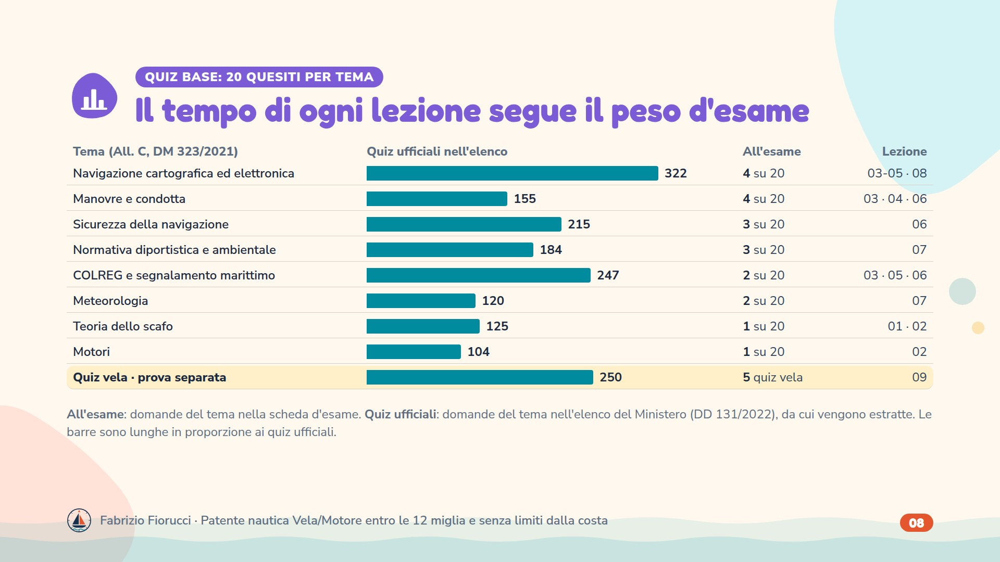 QUIZ BASE: 20 QUESITI PER TEMA
Il tempo di ogni lezione segue il peso d'esame
Tema (All. C, DM 323/2021) Quiz ufficiali nell'elenco All'esame Lezione
Navigazione cartografica ed elettronica 322 4 su 20 03-05 · 08
Manovre e condotta 155 4 su 20 03 · 04 · 06
Sicurezza della navigazione 215 3 su 20 06
Normativa diportistica e ambientale 184 3 su 20 07
COLREG e segnalamento marittimo 247 2 su 20 03 · 05 · 06
Meteorologia 120 2 su 20 07
Teoria dello scafo 125 1 su 20 01 · 02
Motori 104 1 su 20 02
Quiz vela · prova separata 250 5 quiz vela 09
All'esame: domande del tema nella scheda d'esame. Quiz ufficiali: domande del tema nell'elenco del Ministero (DD 131/2022), da cui vengono estratte. Le
barre sono lunghe in proporzione ai quiz ufficiali.
Fabrizio Fiorucci · Patente nautica Vela/Motore entro le 12 miglia e senza limiti dalla costa
08